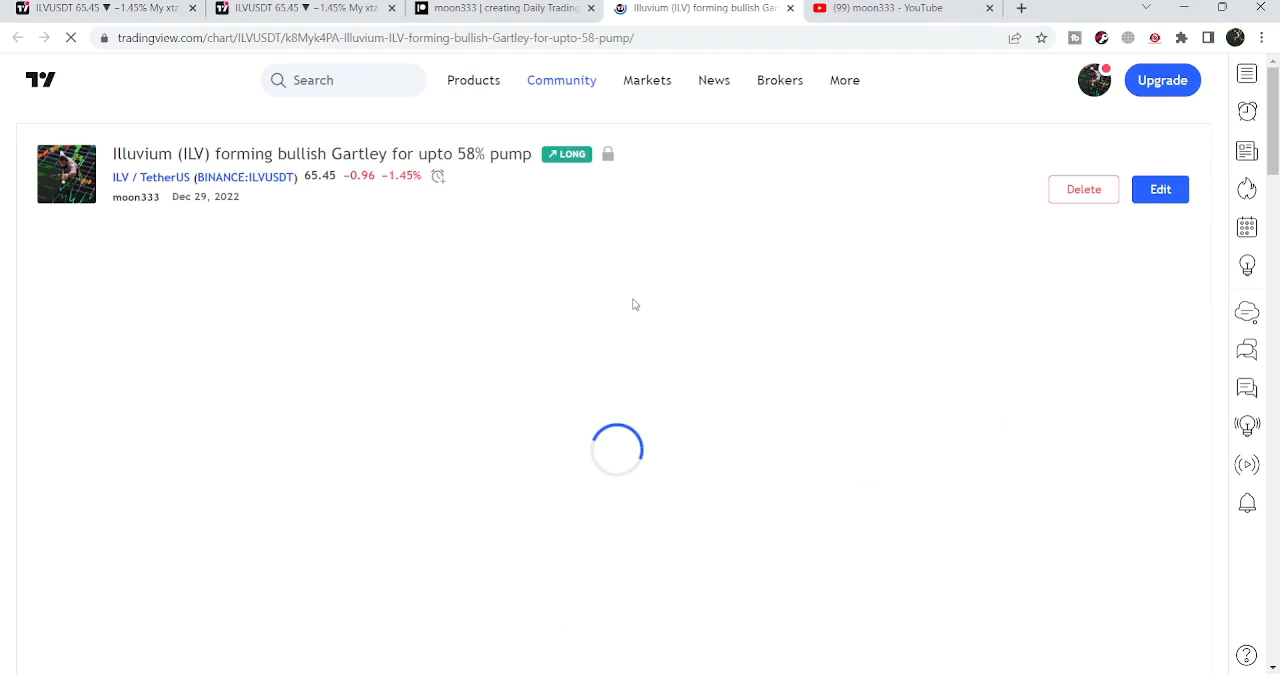 ILVUSDT 65.45 ▼ −1.45% My xta
ILVUSDT 65.45 ▼ −1.45% My xta
moon333 | creating Daily Trading
Illuvium (ILV) forming bullish Gar
(99) moon333 - YouTube
tradingview.com/chart/ILVUSDT/k8Myk4PA-Illuvium-ILV-forming-bullish-Gartley-for-upto-58-pump/
Search
Products
Community
Markets
News
Brokers
More
Upgrade
Illuvium (ILV) forming bullish Gartley for upto 58% pump
LONG
ILV / TetherUS (BINANCE:ILVUSDT) 65.45 −0.96 −1.45%
moon333 Dec 29, 2022
Delete
Edit